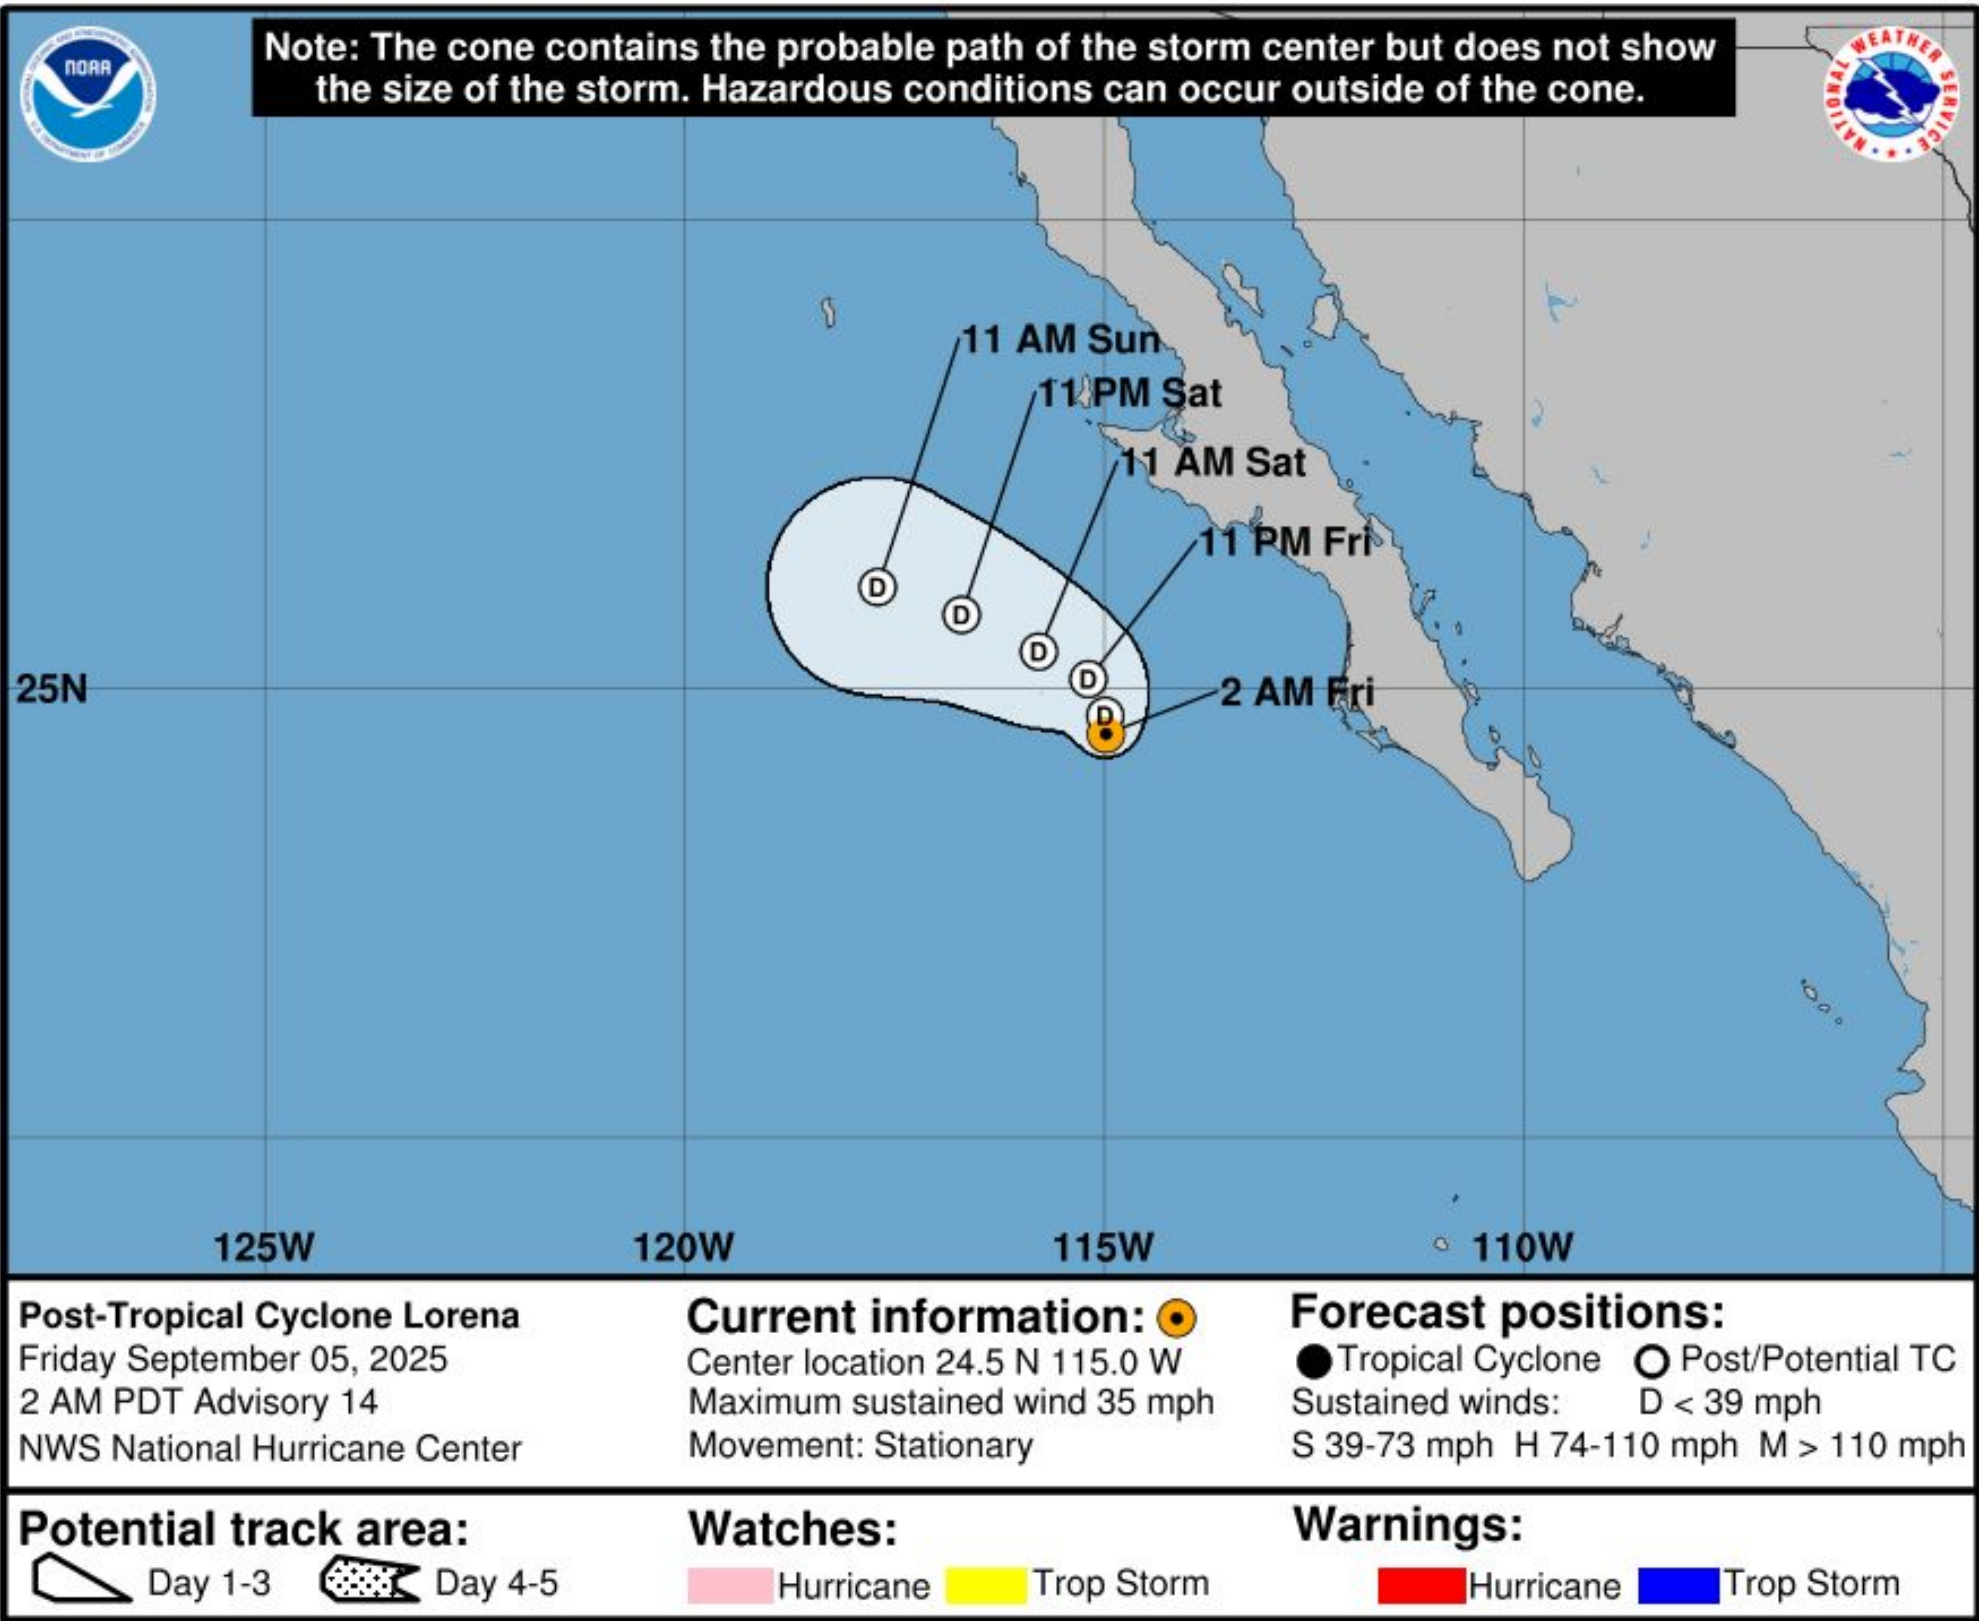 Note: The cone contains the probable path of the storm center but does not show
the size of the storm. Hazardous conditions can occur outside of the cone.
NOAA
NATIONAL WEATHER SERVICE
11 AM Sun
11 PM Sat
11 AM Sat
11 PM Fri
D
D
D
D
25N
2 AM Fri
D
125W
120W
115W
110W
Post-Tropical Cyclone Lorena
Friday September 05, 2025
2 AM PDT Advisory 14
NWS National Hurricane Center
Current information:
Center location 24.5 N 115.0 W
Maximum sustained wind 35 mph
Movement: Stationary
Forecast positions:
Tropical Cyclone Post/Potential TC
Sustained winds: D < 39 mph
S 39-73 mph H 74-110 mph M > 110 mph
Potential track area:
Day 1-3 Day 4-5
Watches:
Hurricane Trop Storm
Warnings:
Hurricane Trop Storm